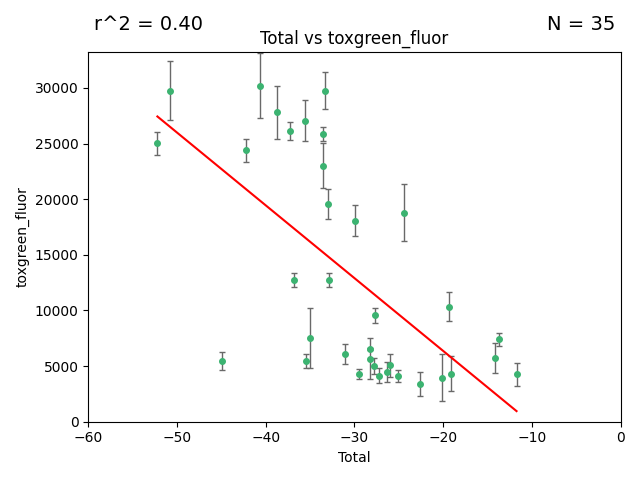 r^2 = 0.40
N = 35
Total vs toxgreen_fluor
30000
25000
20000
15000
10000
5000
0
toxgreen_fluor
−60
−50
−40
−30
−20
−10
0
Total